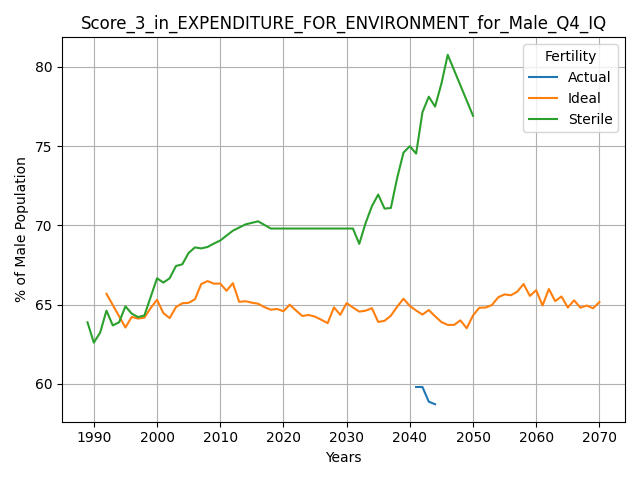 Score_3_in_EXPENDITURE_FOR_ENVIRONMENT_for_Male_Q4_IQ
Fertility
Actual
Ideal
Sterile
% of Male Population
80
75
70
65
60
1990 2000 2010 2020 2030 2040 2050 2060 2070
Years